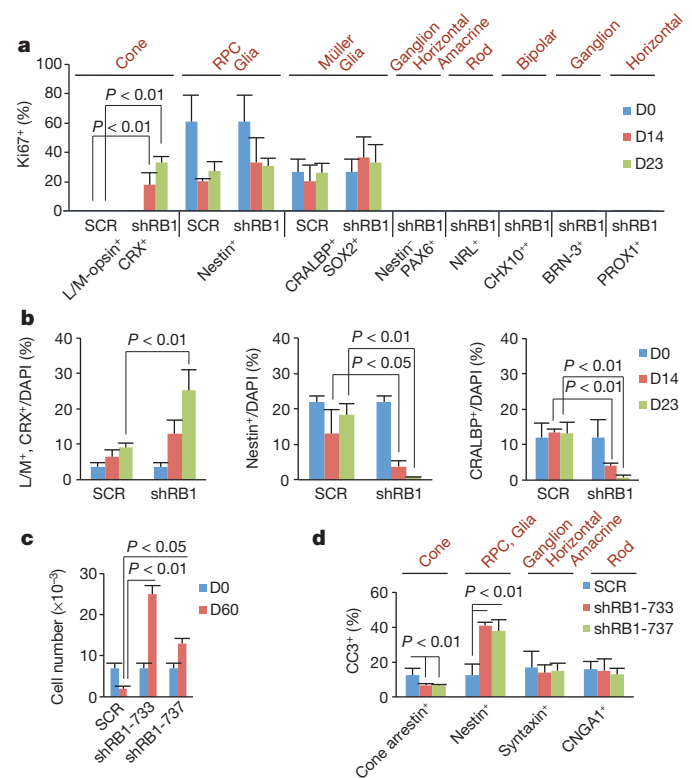 a
Cone
RPC Glia
Müller Glia
Ganglion Horizontal Amacrine
Rod
Bipolar
Ganglion
Horizontal
Ki67⁺ (%)
100
80
60
40
20
0
P < 0.01
P < 0.01
D0
D14
D23
SCR shRB1 SCR shRB1 SCR shRB1 shRB1 shRB1 shRB1 shRB1 shRB1
L/M-opsin⁺ CRX⁺
Nestin⁺
CRALBP⁺ SOX2⁺
Nestin⁻ PAX6⁺
NRL⁺
CHX10⁺⁺
BRN-3⁺
PROX1⁺
b
L/M⁺, CRX⁺/DAPI (%)
40
30
20
10
0
P < 0.01
SCR shRB1
Nestin⁺/DAPI (%)
40
30
20
10
0
P < 0.01
P < 0.05
SCR shRB1
CRALBP⁺/DAPI (%)
40
30
20
10
0
P < 0.01
P < 0.01
SCR shRB1
D0
D14
D23
c
Cell number (×10⁻³)
30
20
10
0
P < 0.05
P < 0.01
D0
D60
SCR
shRB1-733
shRB1-737
d
Cone
RPC, Glia
Ganglion Horizontal Amacrine
Rod
CC3⁺ (%)
60
40
20
0
P < 0.01
P < 0.01
SCR
shRB1-733
shRB1-737
Cone arrestin⁺
Nestin⁺
Syntaxin⁺
CNGA1⁺